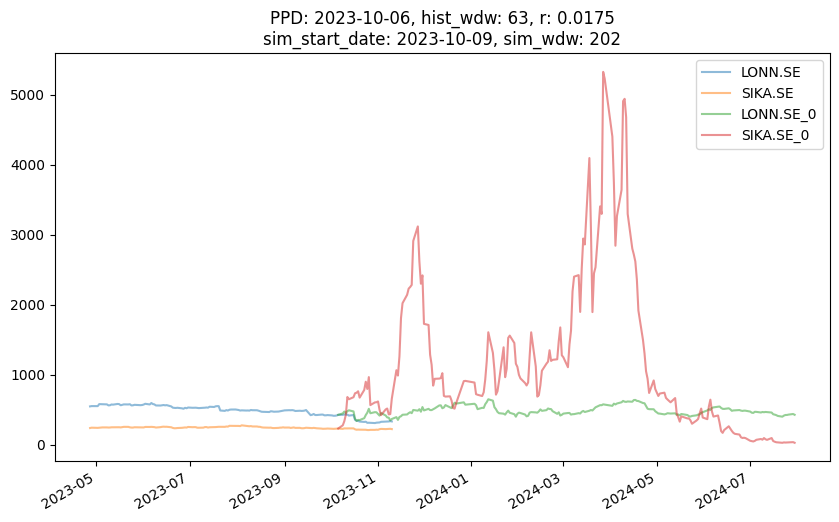 PPD: 2023-10-06, hist_wdw: 63, r: 0.0175
sim_start_date: 2023-10-09, sim_wdw: 202
LONN.SE
SIKA.SE
LONN.SE_0
SIKA.SE_0
5000
4000
3000
2000
1000
0
2023-05
2023-07
2023-09
2023-11
2024-01
2024-03
2024-05
2024-07